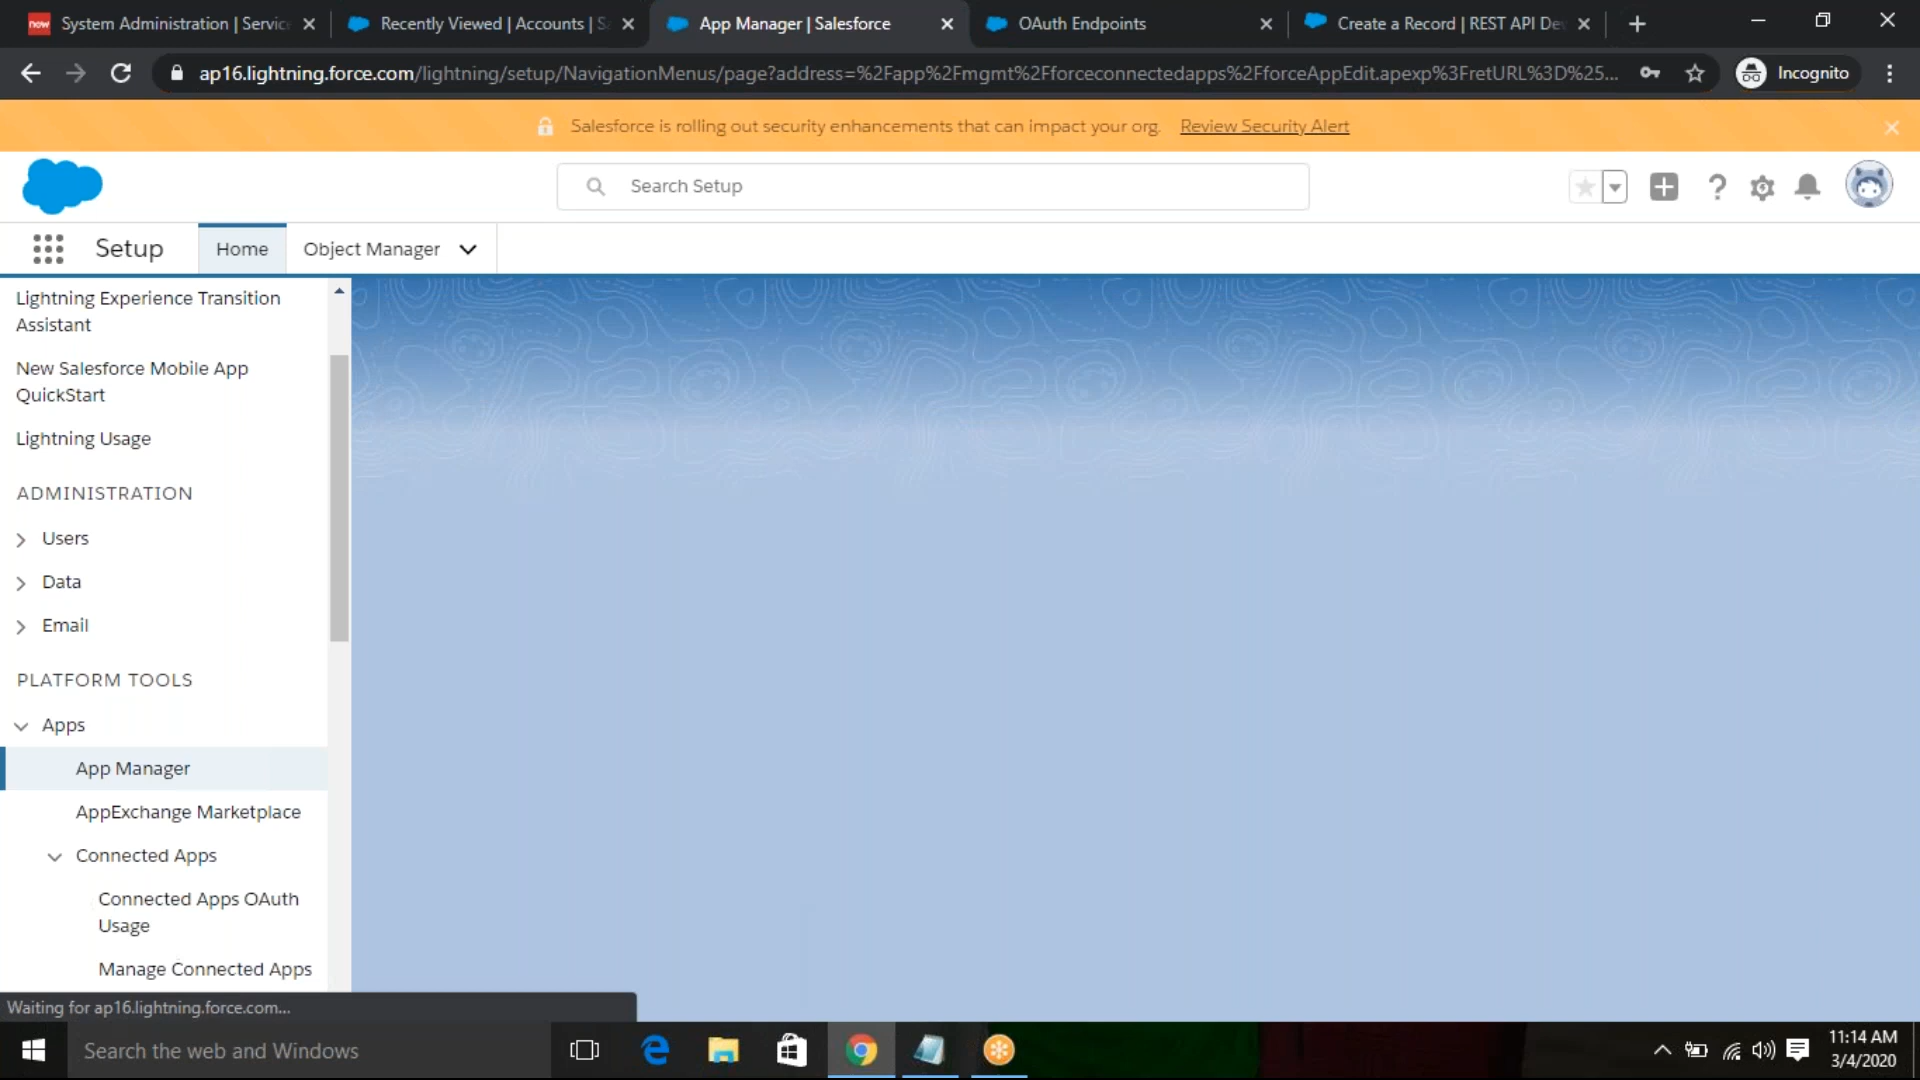 now System Administration | Servic
Recently Viewed | Accounts | Sa
App Manager | Salesforce
OAuth Endpoints
Create a Record | REST API De
ap16.lightning.force.com/lightning/setup/NavigationMenus/page?address=%2Fapp%2Fmgmt%2Fforceconnectedapps%2FforceAppEdit.apexp%3FretURL%3D%25...
Incognito
Salesforce is rolling out security enhancements that can impact your org. Review Security Alert
Search Setup
Setup
Home
Object Manager
Lightning Experience Transition
Assistant
New Salesforce Mobile App
QuickStart
Lightning Usage
ADMINISTRATION
Users
Data
Email
PLATFORM TOOLS
Apps
App Manager
AppExchange Marketplace
Connected Apps
Connected Apps OAuth
Usage
Manage Connected Apps
Waiting for ap16.lightning.force.com...
Search the web and Windows
11:14 AM
3/4/2020